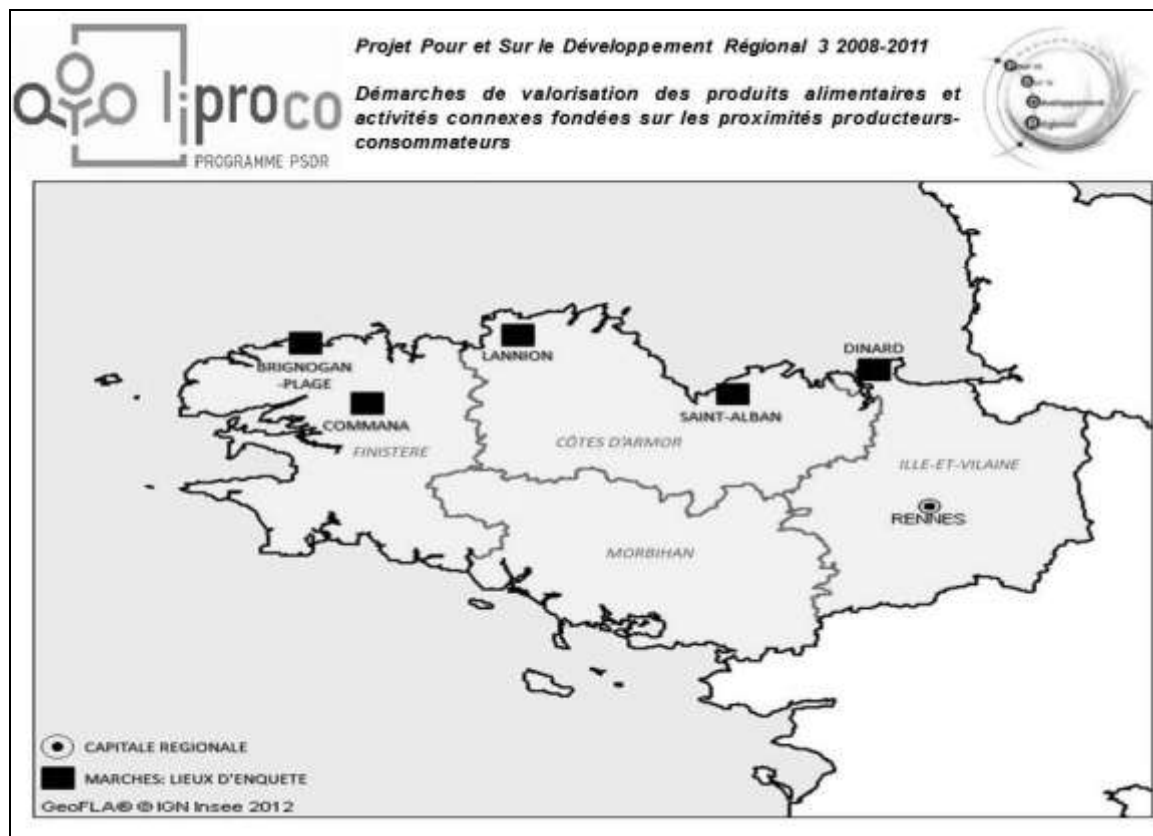 Projet Pour et Sur le Développement Régional 3 2008-2011
liproco
PROGRAMME PSDR
Démarches de valorisation des produits alimentaires et
activités connexes fondées sur les proximités producteurs-
consommateurs
BRIGNOGAN
-PLAGE
LANNION
DINARD
COMMANA
SAINT-ALBAN
FINISTERE
CÔTES D'ARMOR
ILLE-ET-VILAINE
RENNES
MORBIHAN
CAPITALE REGIONALE
MARCHES: LIEUX D'ENQUETE
GeoFLA® © IGN Insee 2012